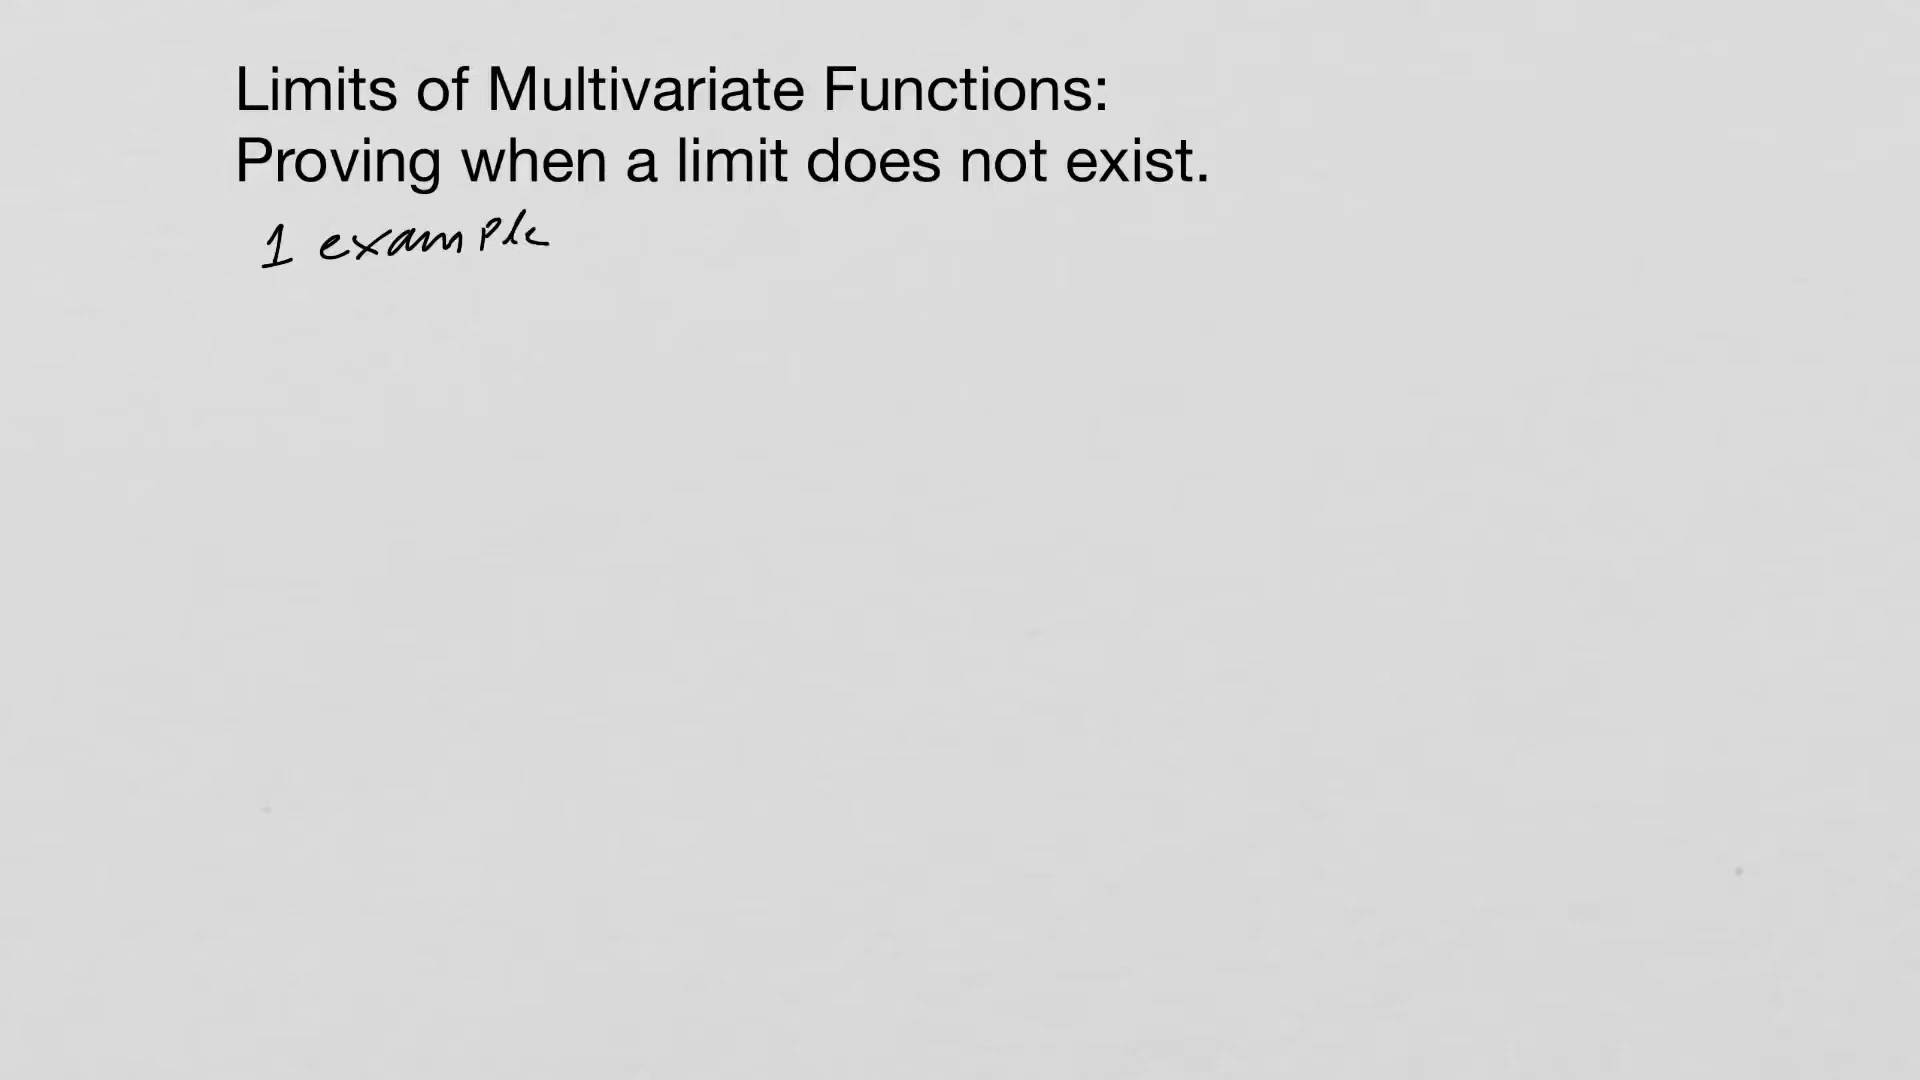 Limits of Multivariate Functions:
Proving when a limit does not exist.
1 example